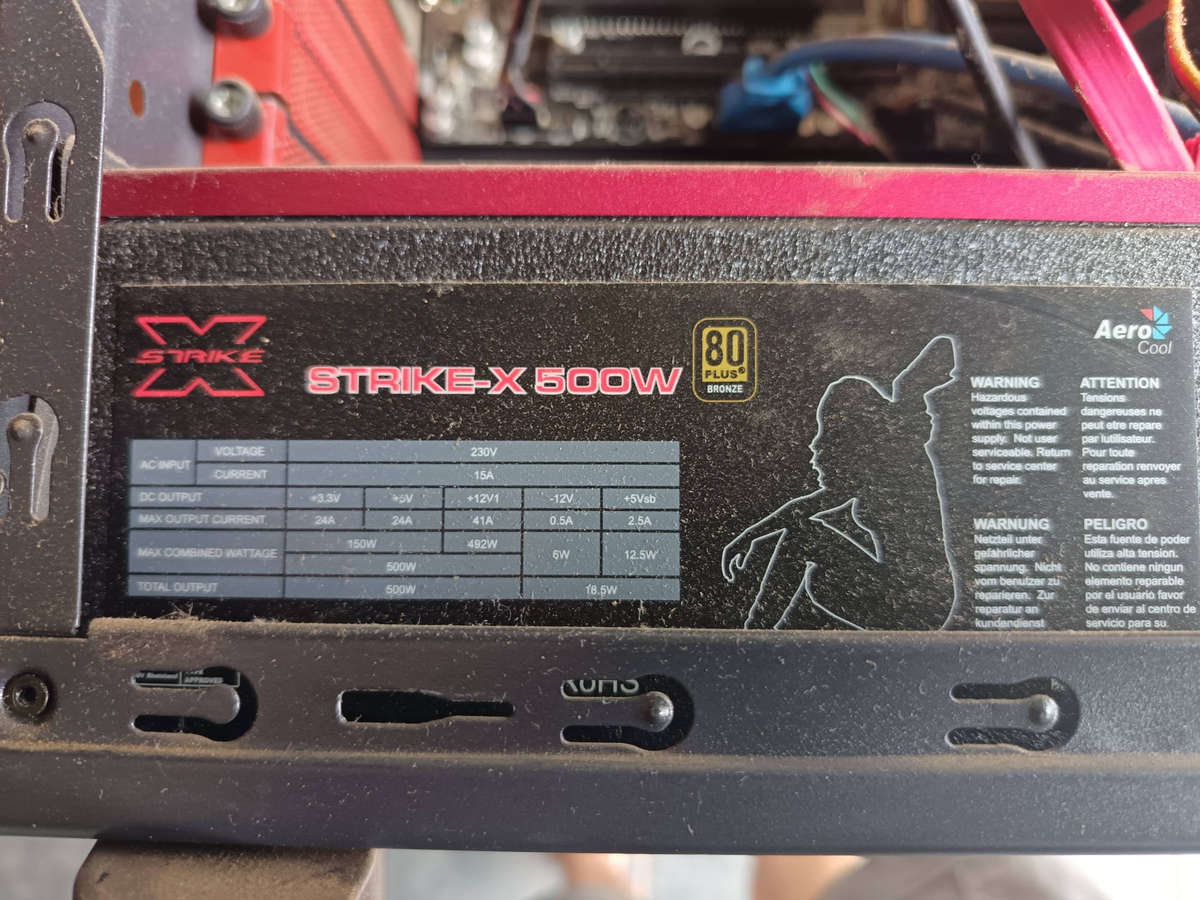 STRIKE
STRIKE-X 500W
80
PLUS®
BRONZE
Aero
Cool
AC INPUT VOLTAGE 230V
CURRENT 15A
DC OUTPUT +3.3V +5V +12V1 -12V +5Vsb
MAX OUTPUT CURRENT 24A 24A 41A 0.5A 2.5A
MAX COMBINED WATTAGE 150W 492W 6W 12.5W
500W
TOTAL OUTPUT 500W 18.5W
WARNING
Hazardous
voltages contained
within this power
supply. Not user
serviceable. Return
to service center
for repair.
ATTENTION
Tensions
dangereuses ne
peut etre repare
par lutilisateur.
Pour toute
reparation renvoyer
au service apres
vente.
WARNUNG
Netzteil unter
gefährlicher
spannung. Nicht
vom benutzer zu
reparieren. Zur
reparatur an
kundendienst
PELIGRO
Esta fuente de poder
utiliza alta tension.
No contiene ningun
elemento reparable
por el usuario favor
de enviar al centro de
servicio para su
APPROVED
RoHS